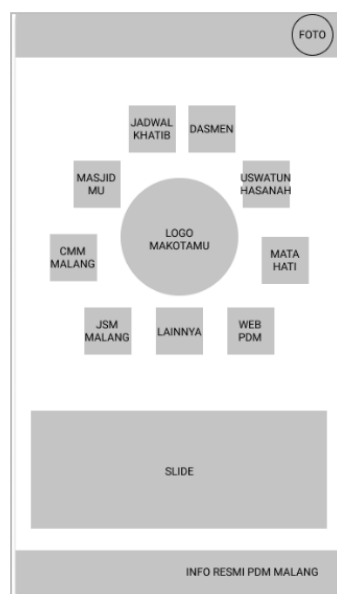 FOTO
JADWAL
KHATIB
DASMEN
MASJID
MU
USWATUN
HASANAH
LOGO
MAKOTAMU
CMM
MALANG
MATA
HATI
JSM
MALANG
LAINNYA
WEB
PDM
SLIDE
INFO RESMI PDM MALANG